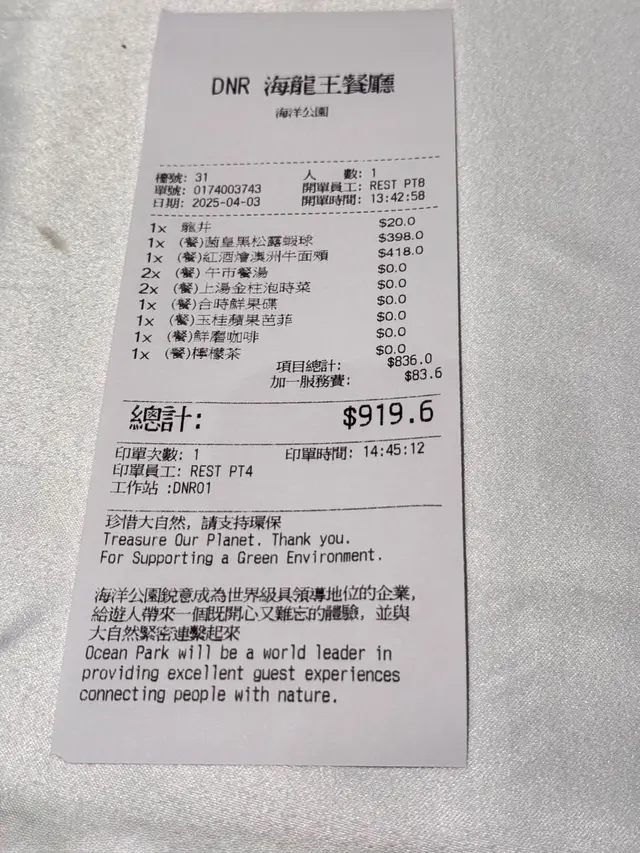 DNR 海龍王餐廳
海洋公園
檯號: 31 人 數: 1
單號: 0174003743 開單員工: REST PT8
日期: 2025-04-03 開單時間: 13:42:58
1x 龍井 $20.0
1x (餐)菌皇黑松露蝦球 $398.0
1x (餐)紅酒燴澳洲牛面頰 $418.0
2x (餐)午市餐湯 $0.0
2x (餐)上湯金柱泡時菜 $0.0
1x (餐)合時鮮果碟 $0.0
1x (餐)玉桂蘋果芭菲 $0.0
1x (餐)鮮磨咖啡 $0.0
1x (餐)檸檬茶 $0.0
項目總計: $836.0
加一服務費: $83.6
總計: $919.6
印單次數: 1 印單時間: 14:45:12
印單員工: REST PT4
工作站 :DNR01
珍惜大自然, 請支持環保
Treasure Our Planet. Thank you.
For Supporting a Green Environment.
海洋公園銳意成為世界級具領導地位的企業,
給遊人帶來一個既開心又難忘的體驗, 並與
大自然緊密連繫起來
Ocean Park will be a world leader in
providing excellent guest experiences
connecting people with nature.